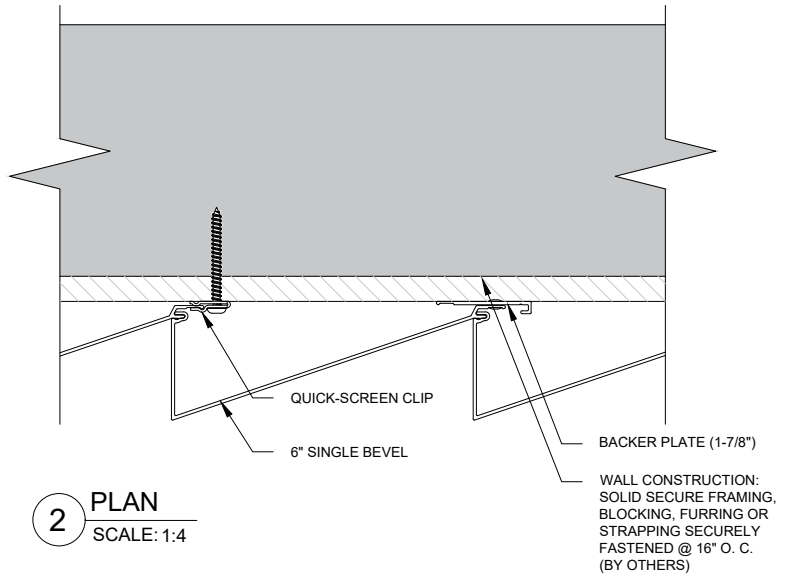 QUICK-SCREEN CLIP
6" SINGLE BEVEL
BACKER PLATE (1-7/8")
WALL CONSTRUCTION:
SOLID SECURE FRAMING,
BLOCKING, FURRING OR
STRAPPING SECURELY
FASTENED @ 16" O. C.
(BY OTHERS)
2
PLAN
SCALE: 1:4